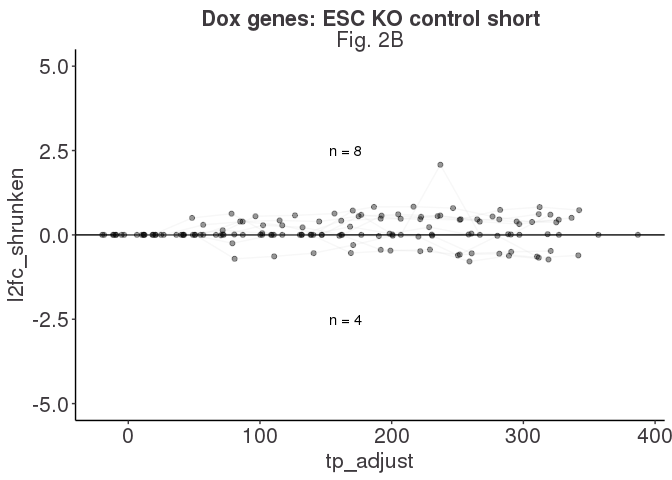 Dox genes: ESC KO control short
Fig. 2B
5.0
2.5
0.0
-2.5
-5.0
l2fc_shrunken
n = 8
n = 4
0
100
200
300
400
tp_adjust